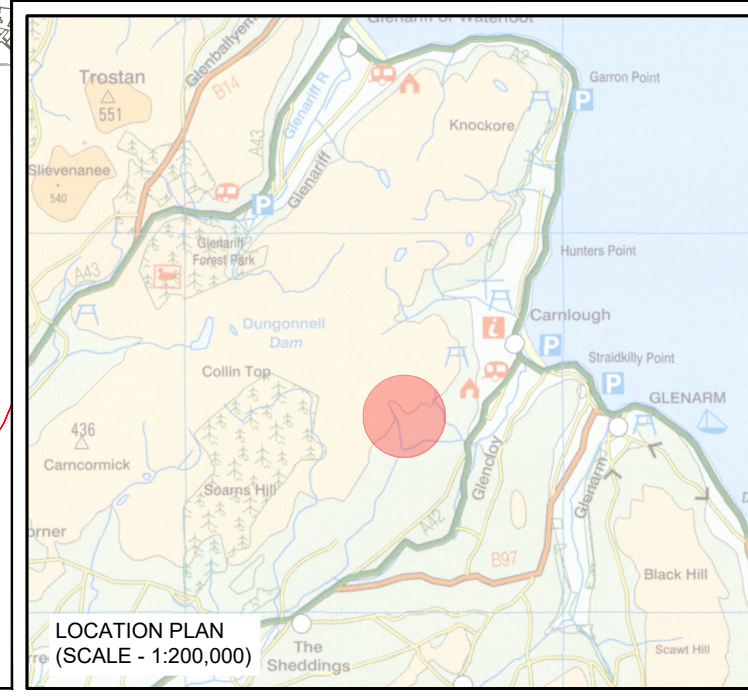 Glenariff or Waterfoot
Trostan
551
Glenballyen
B14
A43
Glenariff R
Glenariff
A2
Garron Point
P
Knockore
Slievenanee
540
P
Glenariff
Forest Park
A43
Hunters Point
Dungonnell
Dam
Carnlough
i
P
Straidkilly Point
P
GLENARM
Collin Top
436
Carncormick
Soarns Hill
Glencloy
Glenarm
A42
B97
Black Hill
Scawt Hill
orner
The
Sheddings
LOCATION PLAN
(SCALE - 1:200,000)